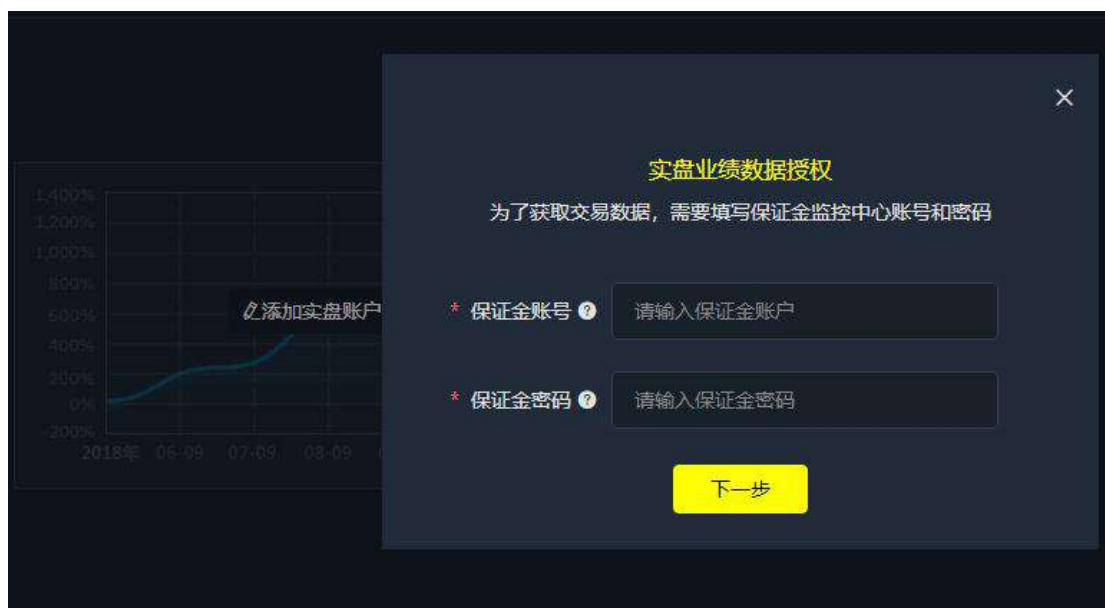 实盘业绩数据授权
为了获取交易数据，需要填写保证金监控中心账号和密码
1,400%
1,200%
1,000%
800%
600%
400%
200%
0%
-200%
添加实盘账户
* 保证金账号 ? 请输入保证金账户
* 保证金密码 ? 请输入保证金密码
2018年 06-09 07-09 08-09
下一步